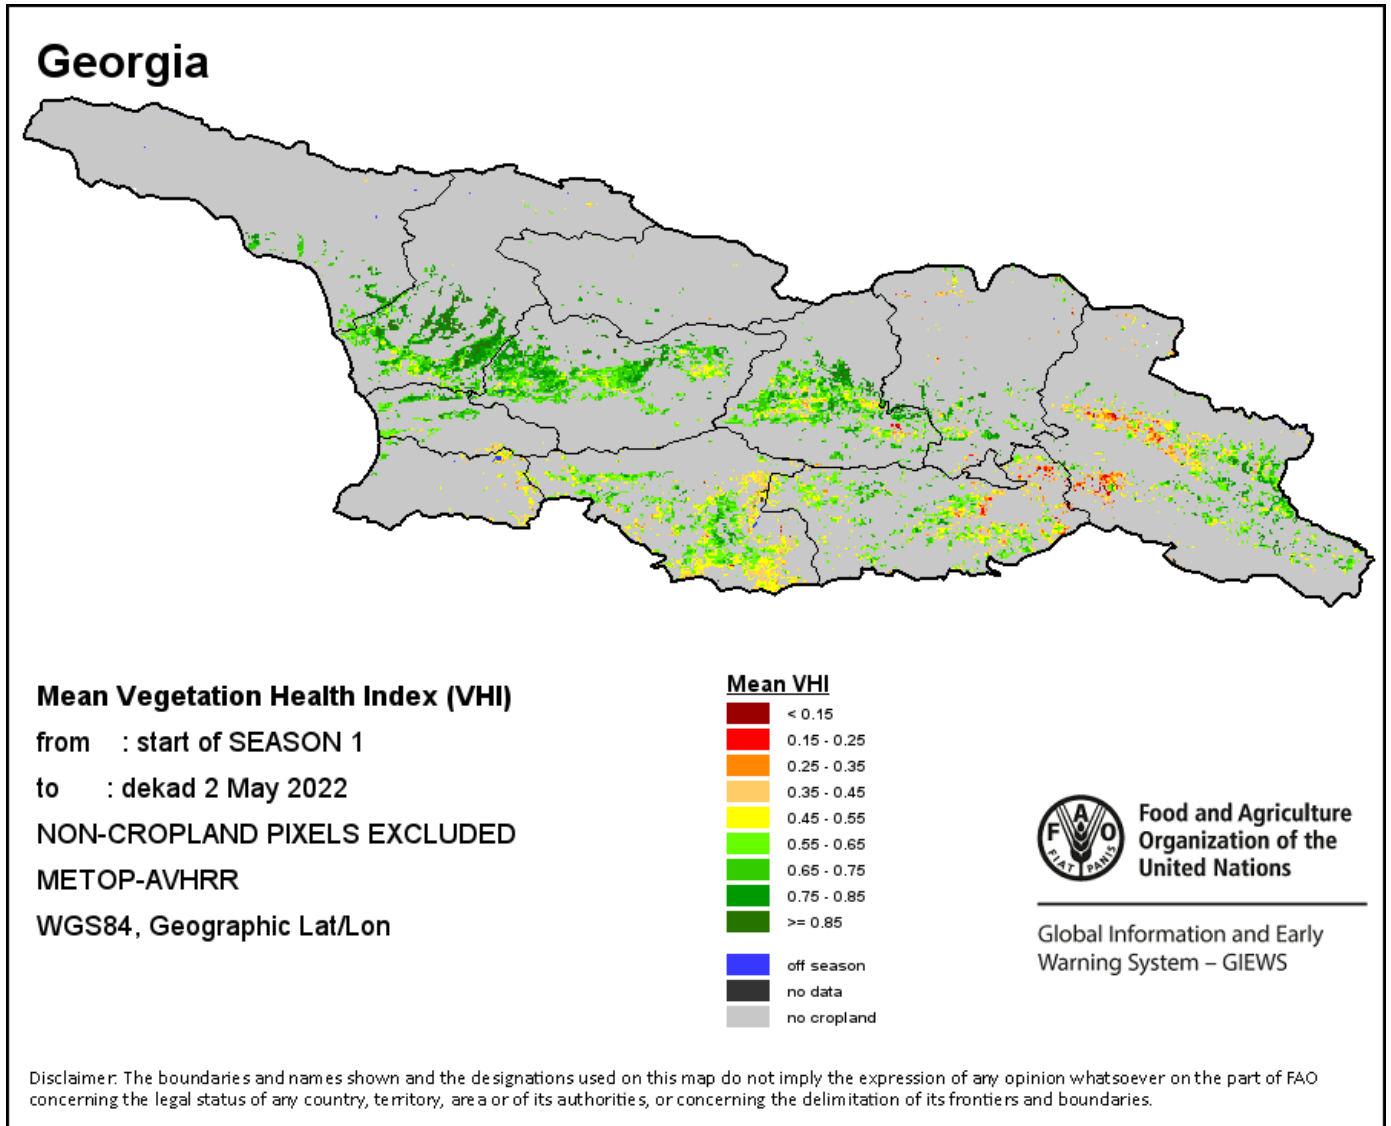 Georgia
Mean Vegetation Health Index (VHI)
from : start of SEASON 1
to : dekad 2 May 2022
NON-CROPLAND PIXELS EXCLUDED
METOP-AVHRR
WGS84, Geographic Lat/Lon
Mean VHI
< 0.15
0.15 - 0.25
0.25 - 0.35
0.35 - 0.45
0.45 - 0.55
0.55 - 0.65
0.65 - 0.75
0.75 - 0.85
>= 0.85
off season
no data
no cropland
F A O
FIAT PANIS
Food and Agriculture
Organization of the
United Nations
Global Information and Early
Warning System – GIEWS
Disclaimer: The boundaries and names shown and the designations used on this map do not imply the expression of any opinion whatsoever on the part of FAO
concerning the legal status of any country, territory, area or of its authorities, or concerning the delimitation of its frontiers and boundaries.